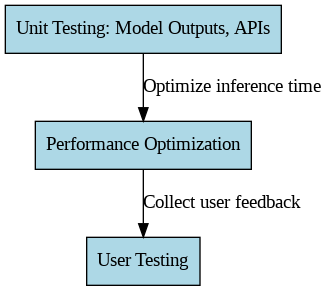 Unit Testing: Model Outputs, APIs
Optimize inference time
Performance Optimization
Collect user feedback
User Testing